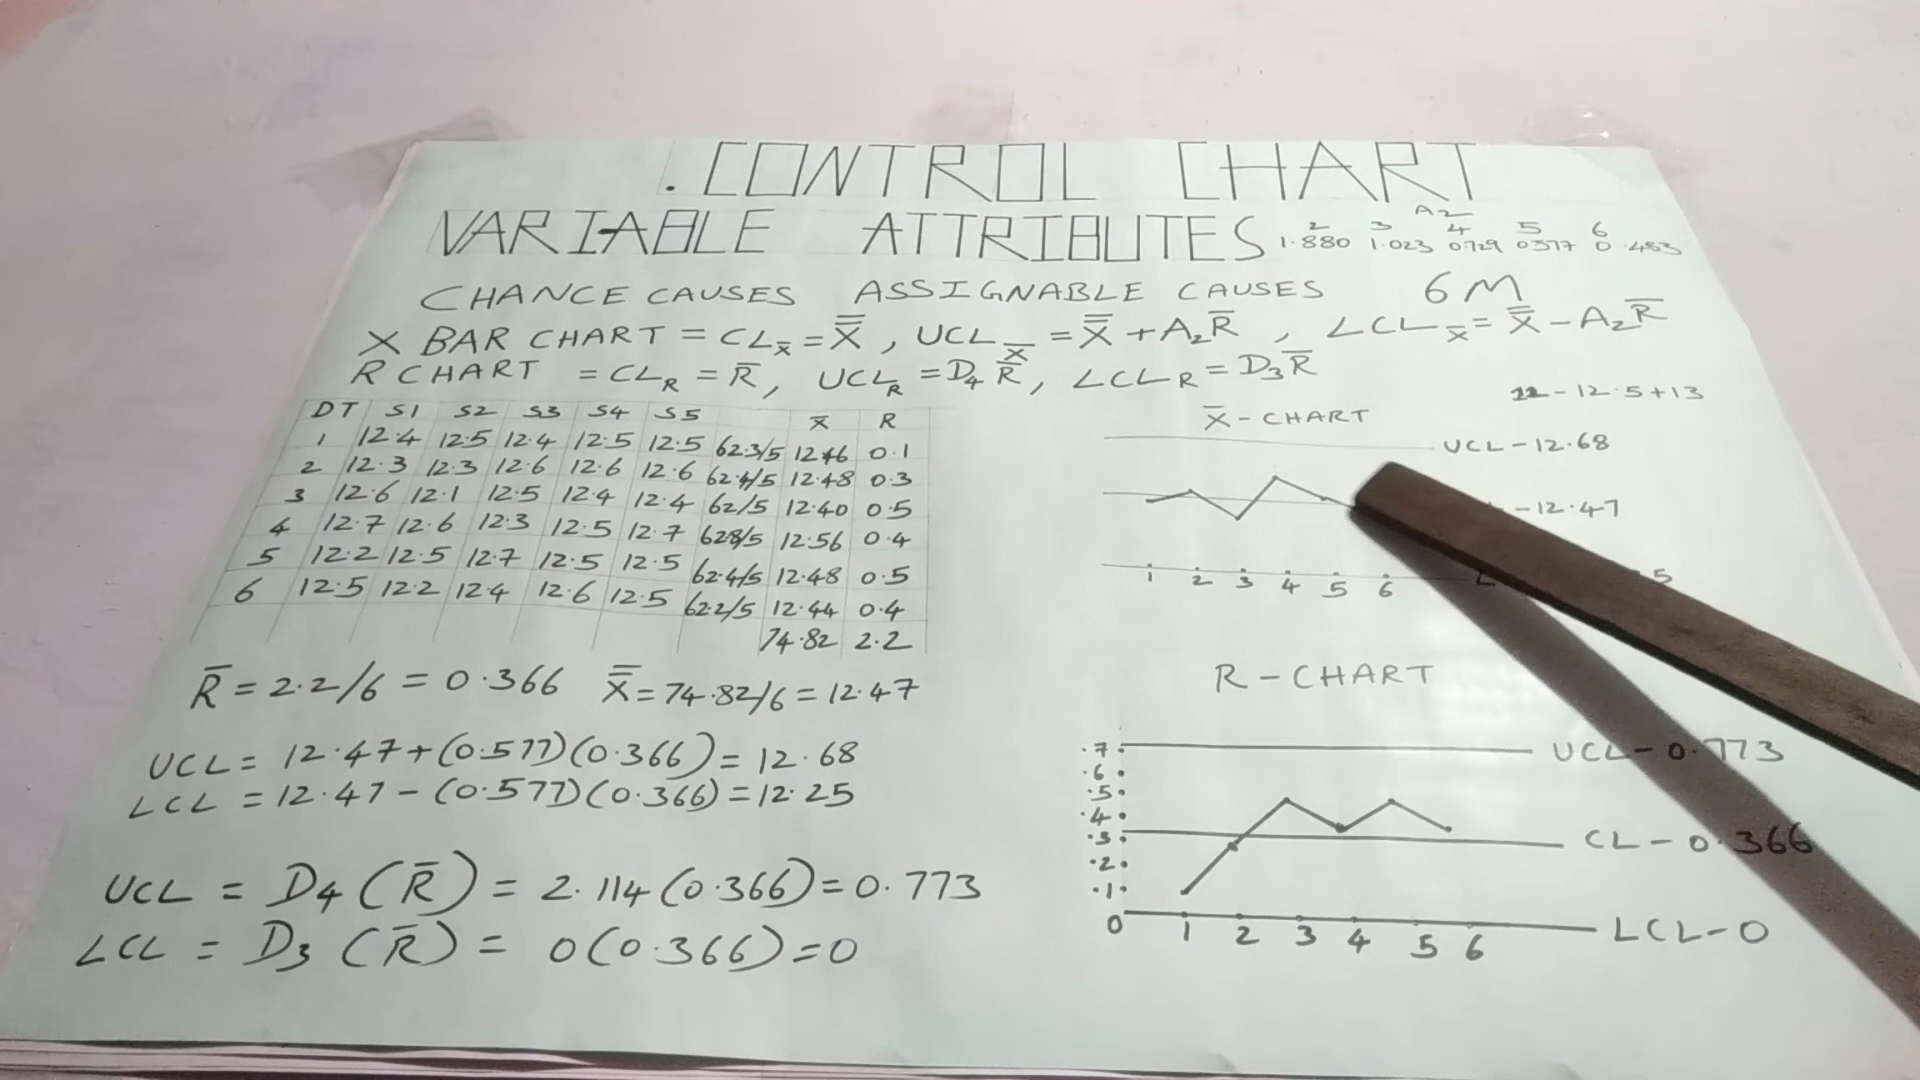 . CONTROL CHART
VARIABLE ATTRIBUTES
A2
2 3 4 5 6
1.880 1.023 0.729 0577 0.483
CHANCE CAUSES ASSIGNABLE CAUSES 6M
X BAR CHART = CLx̄ = X̿ , UCLx̄ = X̿ + A2R̄ , LCLx̄ = X̿ - A2R̄
R CHART = CLR = R̄, UCLR = D4 R̄, LCLR = D3R̄
DT S1 S2 S3 S4 S5 x̄ R
1 12.4 12.5 12.4 12.5 12.5 62.3/5 12.46 0.1
2 12.3 12.3 12.6 12.6 12.6 62.4/5 12.48 0.3
3 12.6 12.1 12.5 12.4 12.4 62/5 12.40 0.5
4 12.7 12.6 12.3 12.5 12.7 628/5 12.56 0.4
5 12.2 12.5 12.7 12.5 12.5 62.4/5 12.48 0.5
6 12.5 12.2 12.4 12.6 12.5 62.2/5 12.44 0.4
74.82 2.2
R̄ = 2.2/6 = 0.366 X̿ = 74.82/6 = 12.47
UCL = 12.47+(0.577)(0.366) = 12.68
LCL = 12.47 - (0.577)(0.366) = 12.25
UCL = D4 (R̄) = 2.114 (0.366) = 0.773
LCL = D3 (R̄) = 0(0.366)=0
12-12.5+13
X̄ - CHART
UCL-12.68
-12.47
1 2 3 4 5 6 L 5
R-CHART
.7 UCL-0.773
.6
.5
.4
.3 CL-0.366
.2
.1
0 LCL-0
1 2 3 4 5 6